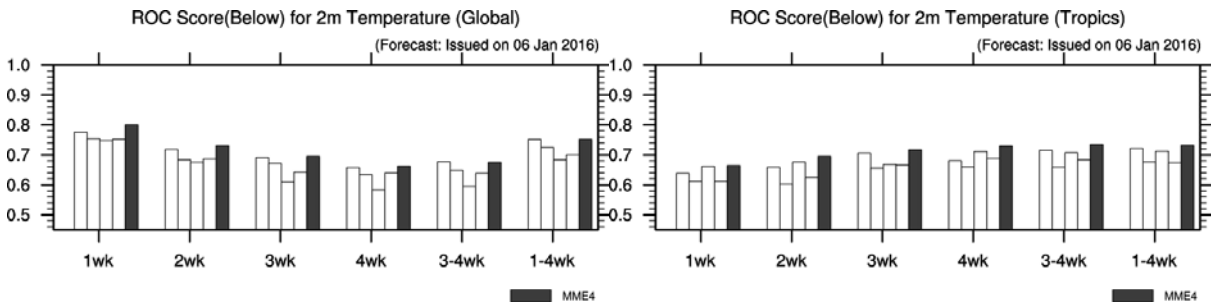 ROC Score(Below) for 2m Temperature (Global)
(Forecast: Issued on 06 Jan 2016)
1.0
0.9
0.8
0.7
0.6
0.5
1wk 2wk 3wk 4wk 3-4wk 1-4wk
MME4
ROC Score(Below) for 2m Temperature (Tropics)
(Forecast: Issued on 06 Jan 2016)
1.0
0.9
0.8
0.7
0.6
0.5
1wk 2wk 3wk 4wk 3-4wk 1-4wk
MME4